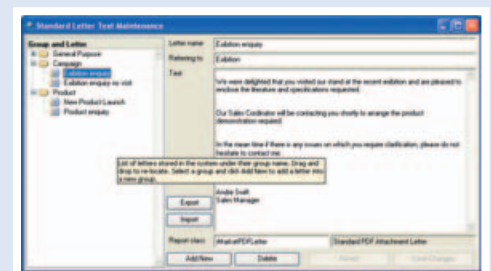 Standard Letter Text Maintenance
Group and Letter
General Purpose
Campaign
Exibition enquiry
Exibition enquiry no visit
Product
New Product Launch
Product enquiry
Letter name
Exibition enquiry
Referring to
Exibition
Text
We were delighted that you visited our stand at the recent exibition and are pleased to
enclose the literature and specifications requested.
Our Sales Cordinator will be contacting you shortly to arrange the product
demonstration required.
In the mean time if there is any issues on which you require clarification, please do not
hesitate to contact me.
List of letters stored in the system under their group name. Drag and
drop to re-locate. Select a group and click Add New to add a letter into
a new group.
Andre Swift
Sales Manager
Export
Import
Report class
iMarketPDFLetter
Standard PDF Attachment Letter
Add New
Delete
Revert
Save Changes